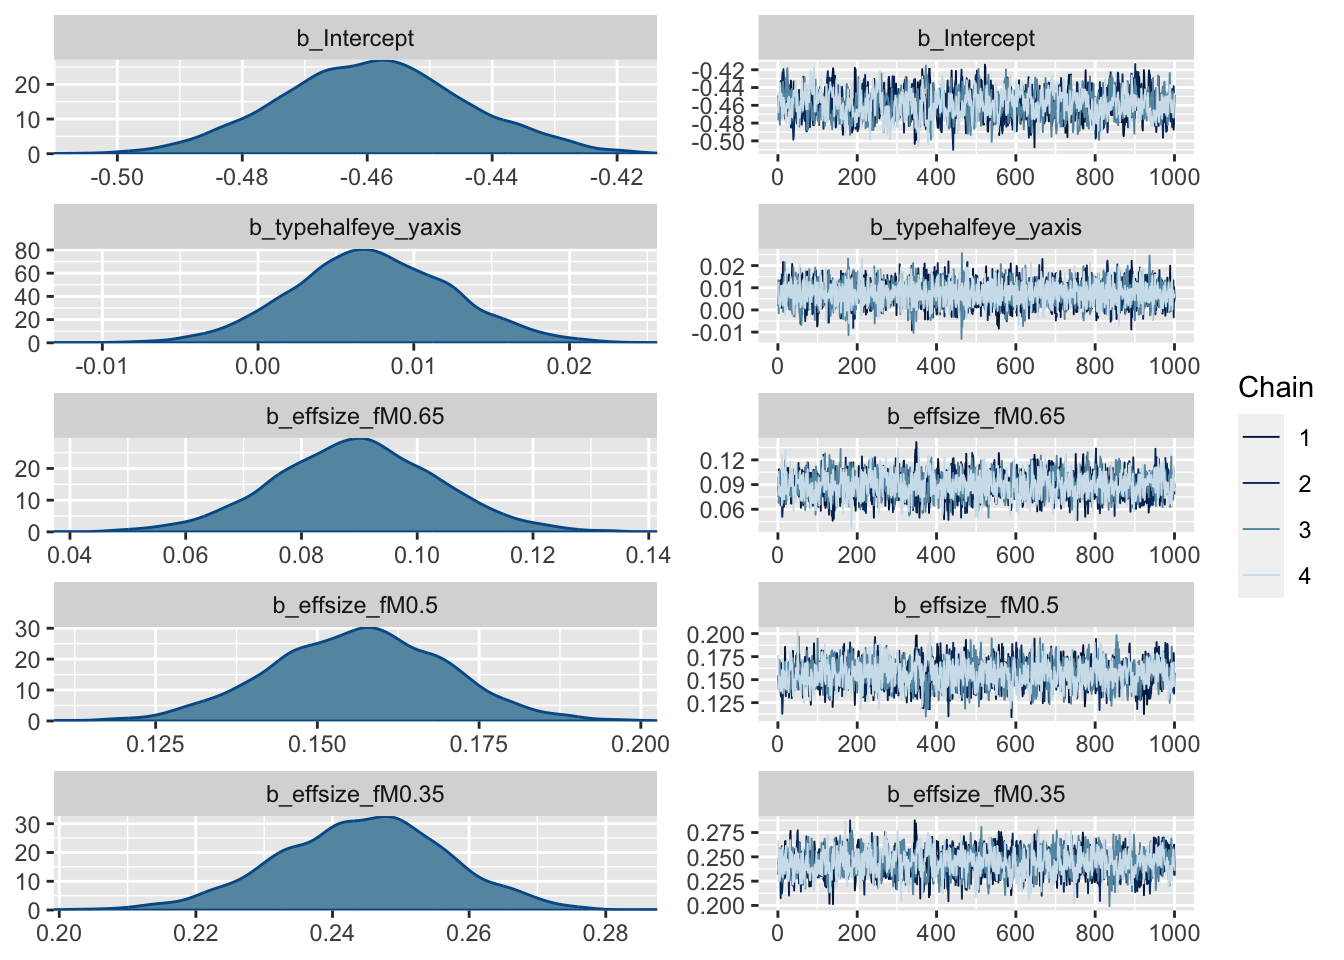 b_Intercept
20
10
0
-0.50 -0.48 -0.46 -0.44 -0.42
b_Intercept
-0.42
-0.44
-0.46
-0.48
-0.50
0 200 400 600 800 1000
b_typehalfeye_yaxis
80
60
40
20
0
-0.01 0.00 0.01 0.02
b_typehalfeye_yaxis
0.02
0.01
0.00
-0.01
0 200 400 600 800 1000
b_effsize_fM0.65
20
10
0
0.04 0.06 0.08 0.10 0.12 0.14
b_effsize_fM0.65
0.12
0.09
0.06
0 200 400 600 800 1000
b_effsize_fM0.5
30
20
10
0
0.125 0.150 0.175 0.200
b_effsize_fM0.5
0.200
0.175
0.150
0.125
0 200 400 600 800 1000
b_effsize_fM0.35
30
20
10
0
0.20 0.22 0.24 0.26 0.28
b_effsize_fM0.35
0.275
0.250
0.225
0.200
0 200 400 600 800 1000
Chain
1
2
3
4